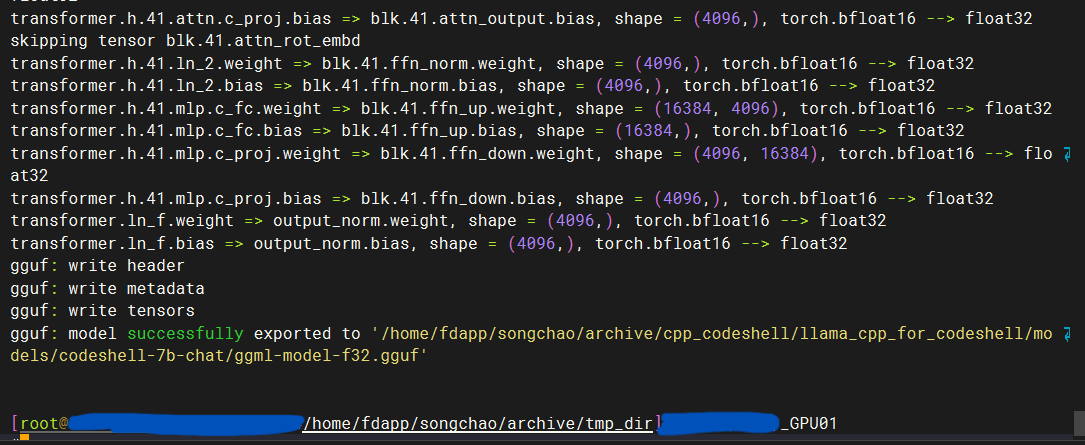 transformer.h.41.attn.c_proj.bias => blk.41.attn_output.bias, shape = (4096,), torch.bfloat16 --> float32
skipping tensor blk.41.attn_rot_embd
transformer.h.41.ln_2.weight => blk.41.ffn_norm.weight, shape = (4096,), torch.bfloat16 --> float32
transformer.h.41.ln_2.bias => blk.41.ffn_norm.bias, shape = (4096,), torch.bfloat16 --> float32
transformer.h.41.mlp.c_fc.weight => blk.41.ffn_up.weight, shape = (16384, 4096), torch.bfloat16 --> float32
transformer.h.41.mlp.c_fc.bias => blk.41.ffn_up.bias, shape = (16384,), torch.bfloat16 --> float32
transformer.h.41.mlp.c_proj.weight => blk.41.ffn_down.weight, shape = (4096, 16384), torch.bfloat16 --> flo
at32
transformer.h.41.mlp.c_proj.bias => blk.41.ffn_down.bias, shape = (4096,), torch.bfloat16 --> float32
transformer.ln_f.weight => output_norm.weight, shape = (4096,), torch.bfloat16 --> float32
transformer.ln_f.bias => output_norm.bias, shape = (4096,), torch.bfloat16 --> float32
gguf: write header
gguf: write metadata
gguf: write tensors
gguf: model successfully exported to '/home/fdapp/songchao/archive/cpp_codeshell/llama_cpp_for_codeshell/mo
dels/codeshell-7b-chat/ggml-model-f32.gguf'
[root@ /home/fdapp/songchao/archive/tmp_dir] _GPU01